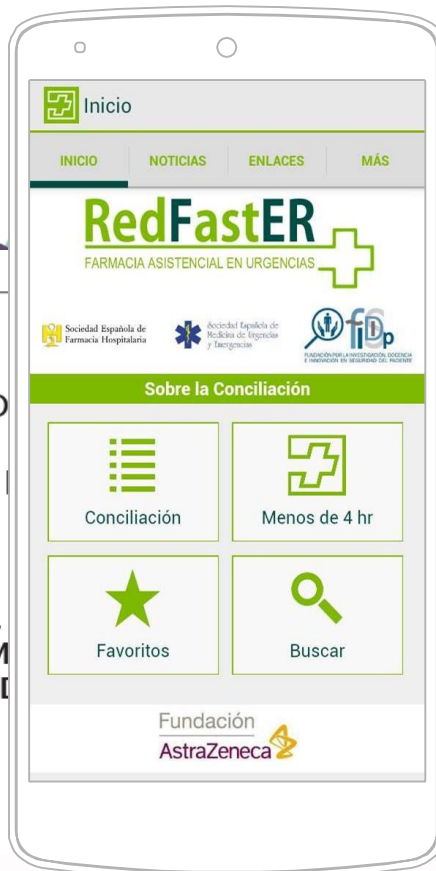 Inicio
INICIO NOTICIAS ENLACES MÁS
RedFastER
FARMACIA ASISTENCIAL EN URGENCIAS
Sociedad Española de
Farmacia Hospitalaria
Sociedad Española de
Medicina de Urgencias
y Emergencias
fidisp
FUNDACIÓN POR LA INVESTIGACIÓN, DOCENCIA
E INNOVACIÓN EN SEGURIDAD DEL PACIENTE
Sobre la Conciliación
Conciliación
Menos de 4 hr
Favoritos
Buscar
Fundación
AstraZeneca